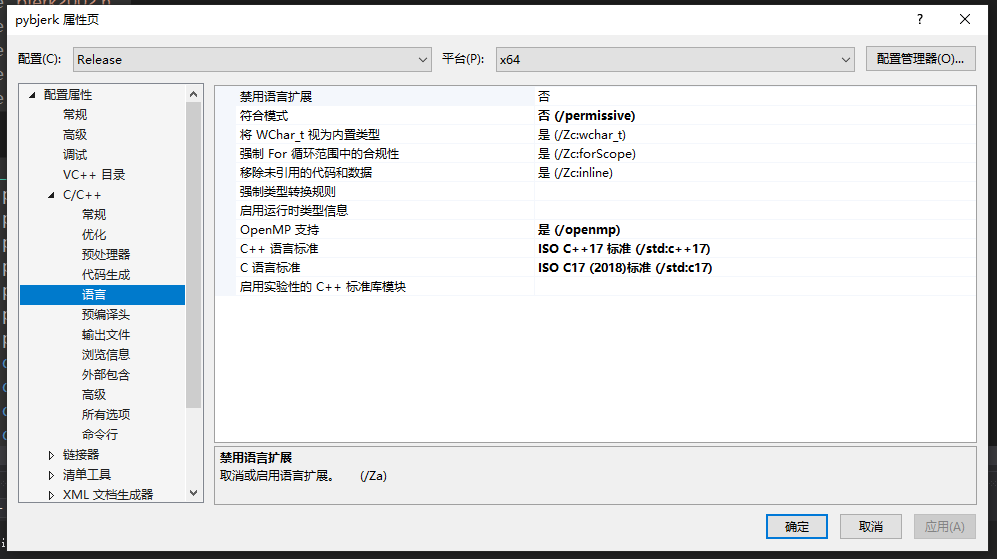 pybjerk 属性页
配置(C): Release 平台(P): x64 配置管理器(O)...
配置属性
常规
高级
调试
VC++ 目录
C/C++
常规
优化
预处理器
代码生成
语言
预编译头
输出文件
浏览信息
外部包含
高级
所有选项
命令行
链接器
清单工具
XML 文档生成器
禁用语言扩展 否
符合模式 否 (/permissive)
将 WChar_t 视为内置类型 是 (/Zc:wchar_t)
强制 For 循环范围中的合规性 是 (/Zc:forScope)
移除未引用的代码和数据 是 (/Zc:inline)
强制类型转换规则
启用运行时类型信息
OpenMP 支持 是 (/openmp)
C++ 语言标准 ISO C++17 标准 (/std:c++17)
C 语言标准 ISO C17 (2018)标准 (/std:c17)
启用实验性的 C++ 标准库模块
禁用语言扩展
取消或启用语言扩展。 (/Za)
确定 取消 应用(A)